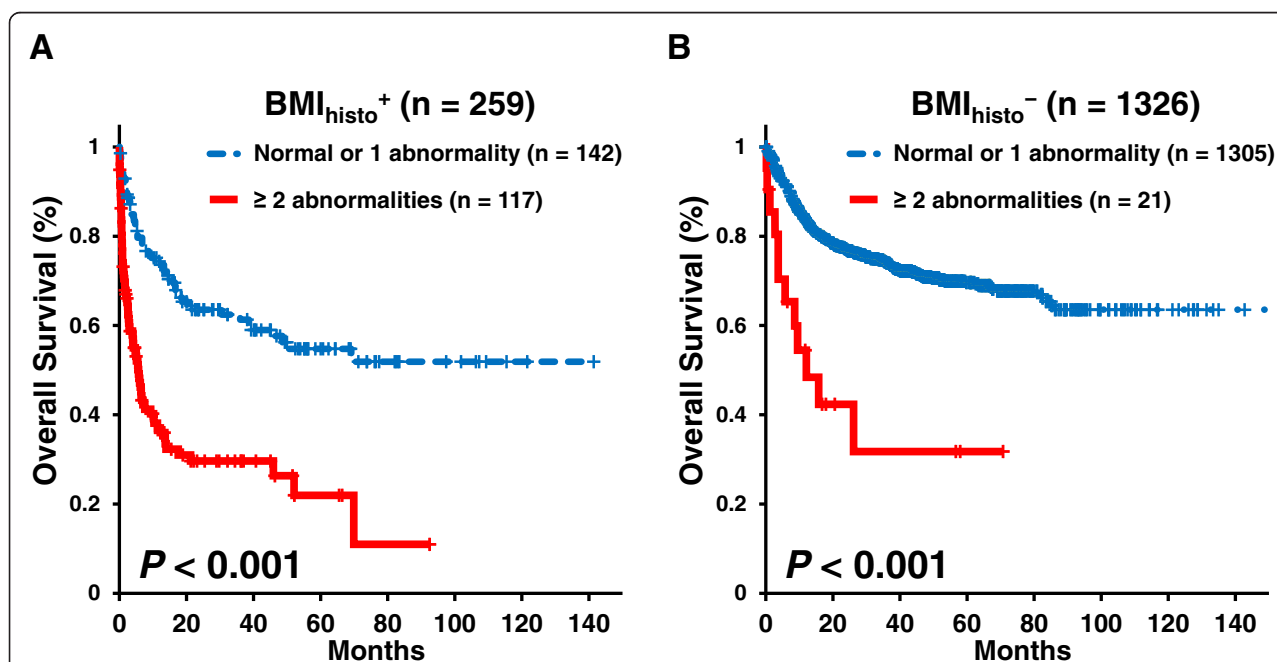 A
BMIhisto+ (n = 259)
Normal or 1 abnormality (n = 142)
≥ 2 abnormalities (n = 117)
Overall Survival (%)
1
0.8
0.6
0.4
0.2
0
P < 0.001
0 20 40 60 80 100 120 140
Months
B
BMIhisto− (n = 1326)
Normal or 1 abnormality (n = 1305)
≥ 2 abnormalities (n = 21)
Overall Survival (%)
1
0.8
0.6
0.4
0.2
0
P < 0.001
0 20 40 60 80 100 120 140
Months